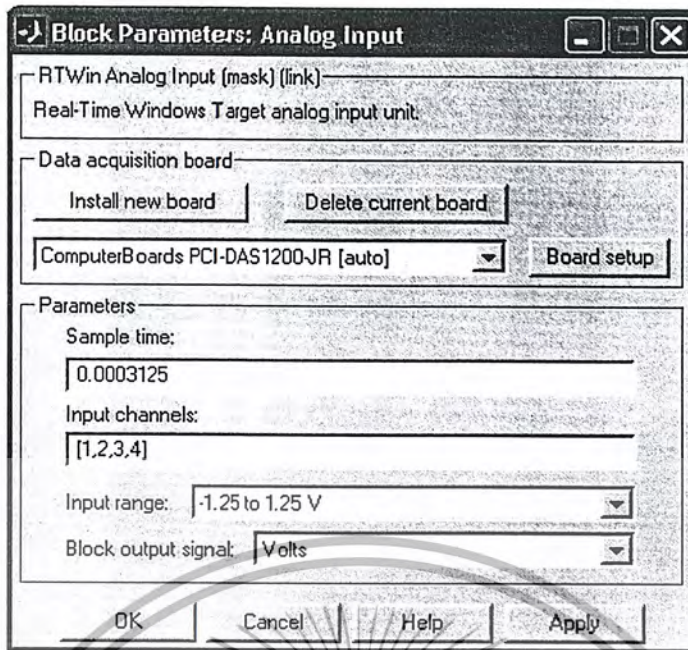 Block Parameters: Analog Input
RTWin Analog Input (mask) (link)
Real-Time Windows Target analog input unit.
Data acquisition board
Install new board
Delete current board
ComputerBoards PCI-DAS1200-JR [auto]
Board setup
Parameters
Sample time:
0.0003125
Input channels:
[1,2,3,4]
Input range: -1.25 to 1.25 V
Block output signal: Volts
OK Cancel Help Apply